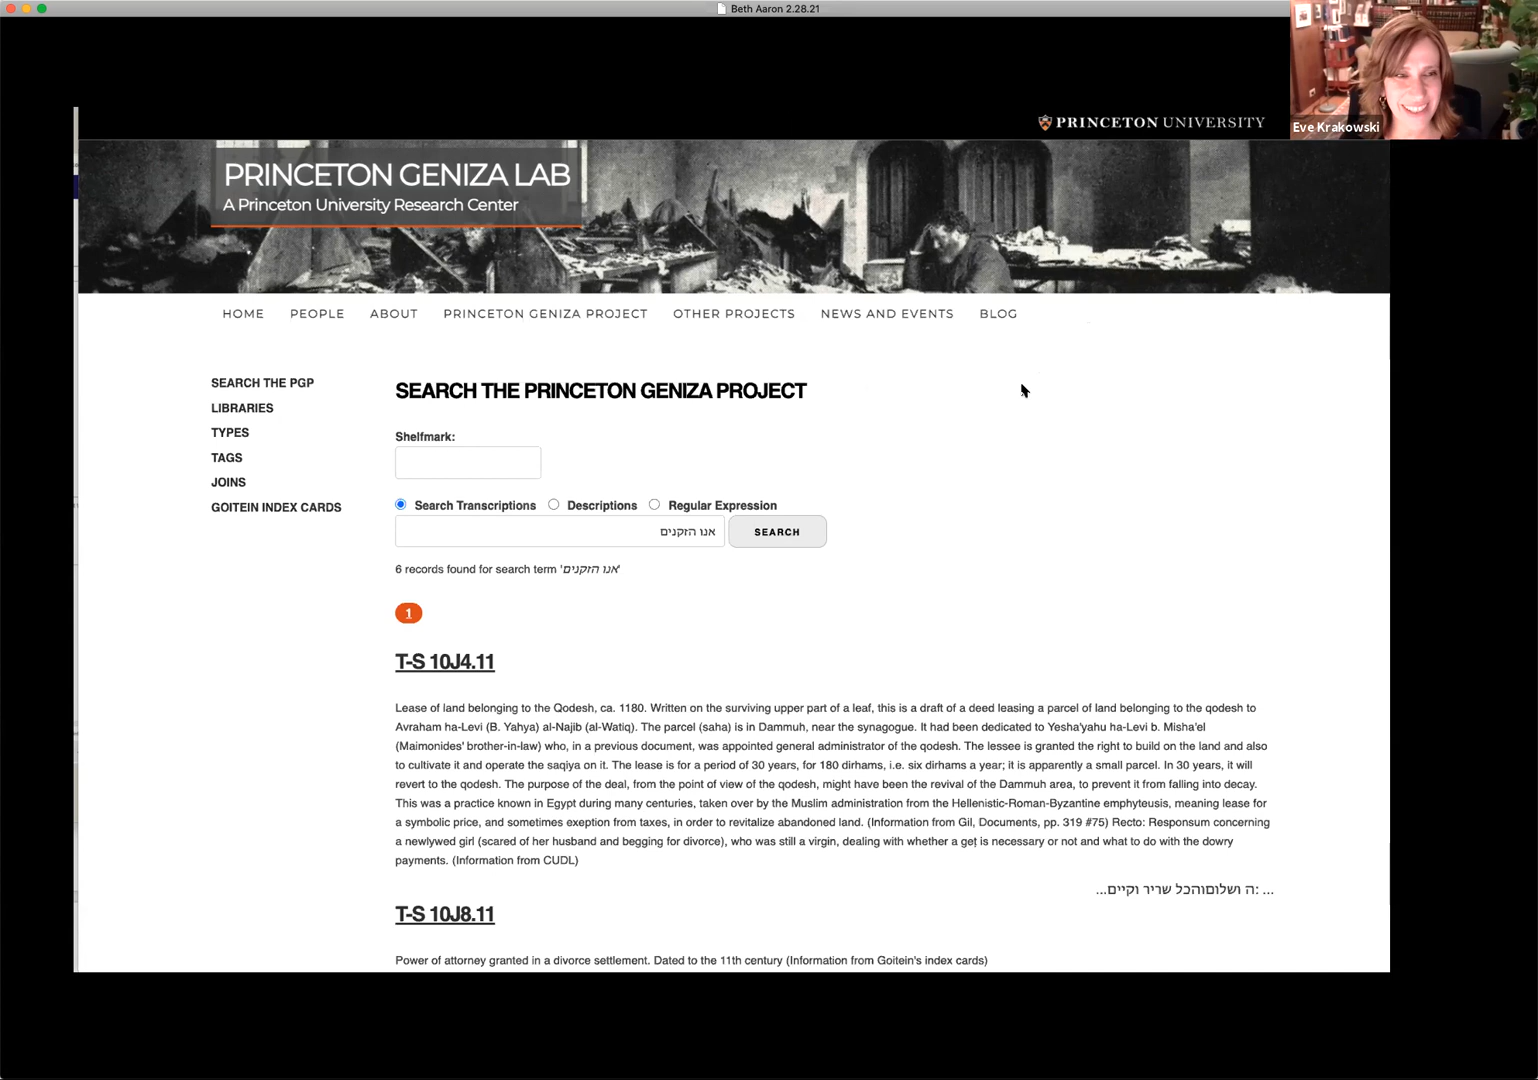 Beth Aaron 2.28.21
Eve Krakowski
PRINCETON UNIVERSITY
PRINCETON GENIZA LAB
A Princeton University Research Center
HOME PEOPLE ABOUT PRINCETON GENIZA PROJECT OTHER PROJECTS NEWS AND EVENTS BLOG
SEARCH THE PGP
LIBRARIES
TYPES
TAGS
JOINS
GOITEIN INDEX CARDS
SEARCH THE PRINCETON GENIZA PROJECT
Shelfmark:
Search Transcriptions Descriptions Regular Expression
אנו הזקנים
SEARCH
6 records found for search term 'אנו הזקנים'
1
T-S 10J4.11
Lease of land belonging to the Qodesh, ca. 1180. Written on the surviving upper part of a leaf, this is a draft of a deed leasing a parcel of land belonging to the qodesh to
Avraham ha-Levi (B. Yahya) al-Najib (al-Watiq). The parcel (saha) is in Dammuh, near the synagogue. It had been dedicated to Yesha'yahu ha-Levi b. Misha'el
(Maimonides' brother-in-law) who, in a previous document, was appointed general administrator of the qodesh. The lessee is granted the right to build on the land and also
to cultivate it and operate the saqiya on it. The lease is for a period of 30 years, for 180 dirhams, i.e. six dirhams a year; it is apparently a small parcel. In 30 years, it will
revert to the qodesh. The purpose of the deal, from the point of view of the qodesh, might have been the revival of the Dammuh area, to prevent it from falling into decay.
This was a practice known in Egypt during many centuries, taken over by the Muslim administration from the Hellenistic-Roman-Byzantine emphyteusis, meaning lease for
a symbolic price, and sometimes exeption from taxes, in order to revitalize abandoned land. (Information from Gil, Documents, pp. 319 #75) Recto: Responsum concerning
a newlywed girl (scared of her husband and begging for divorce), who was still a virgin, dealing with whether a geṭ is necessary or not and what to do with the dowry
payments. (Information from CUDL)
... :ה ושלוםוהכל שריר וקיים...
T-S 10J8.11
Power of attorney granted in a divorce settlement. Dated to the 11th century (Information from Goitein's index cards)